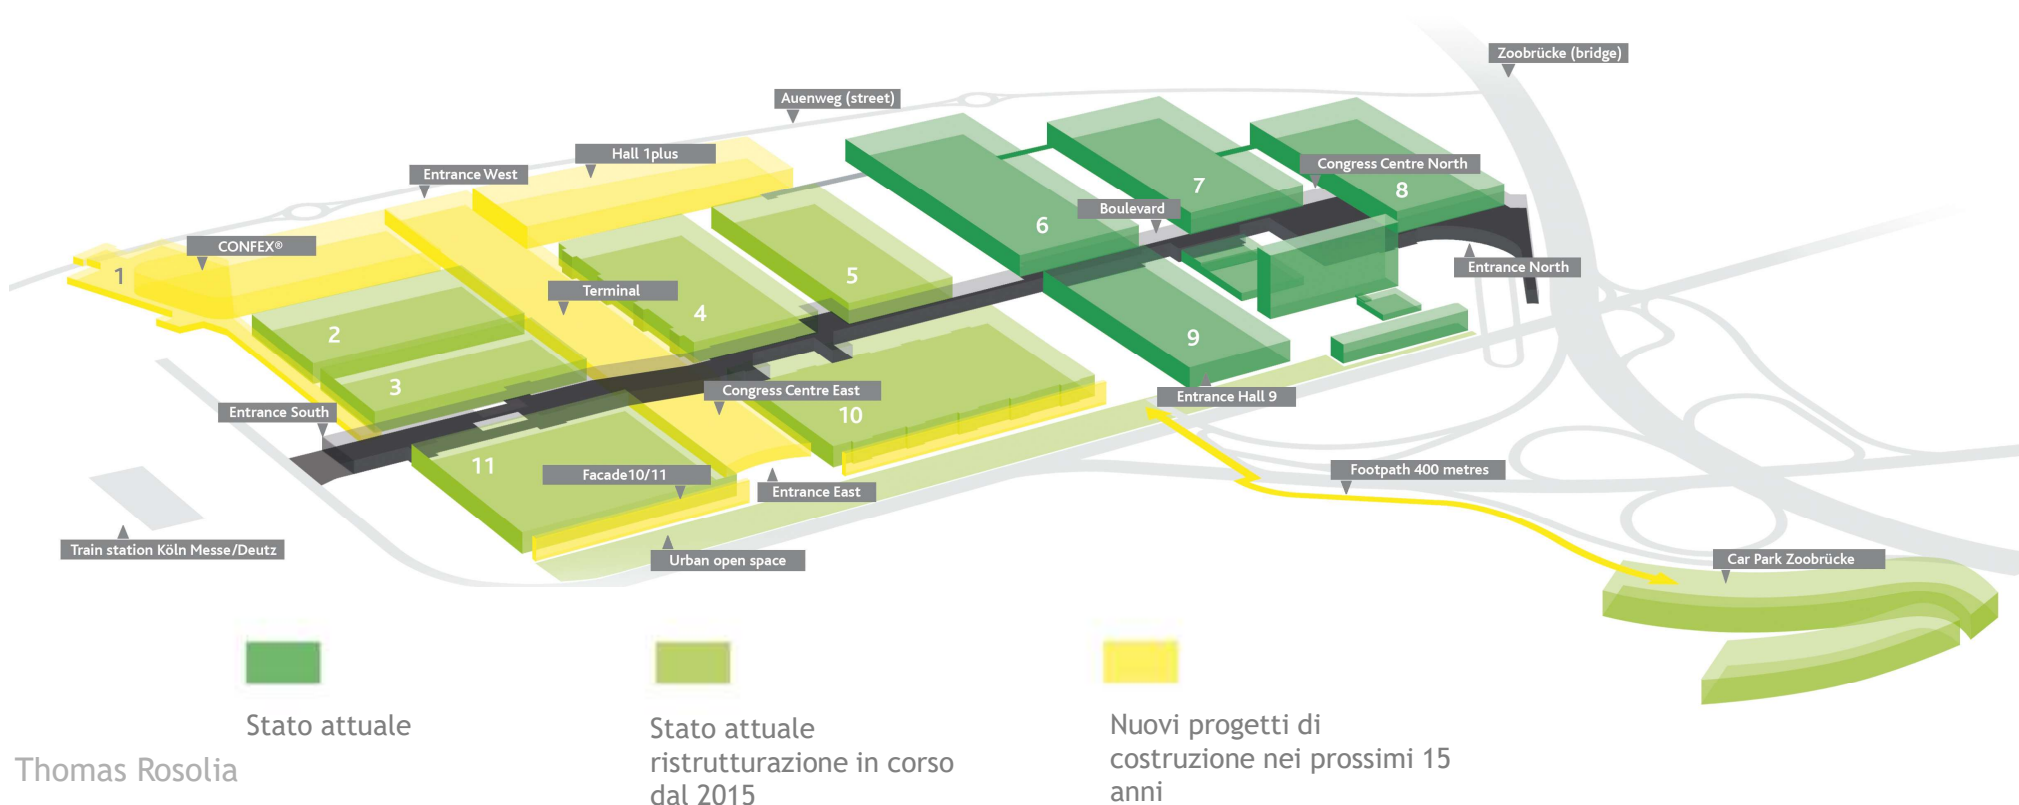 Zoobrücke (bridge)
Auenweg (street)
Hall 1plus
Entrance West
Congress Centre North
7
8
Boulevard
6
CONFEX®
1
Entrance North
5
Terminal
4
2
9
3
Congress Centre East
Entrance Hall 9
10
Entrance South
11
Facade10/11
Footpath 400 metres
Entrance East
Train station Köln Messe/Deutz
Urban open space
Car Park Zoobrücke
Stato attuale
Stato attuale
ristrutturazione in corso
dal 2015
Nuovi progetti di
costruzione nei prossimi 15
anni
Thomas Rosolia